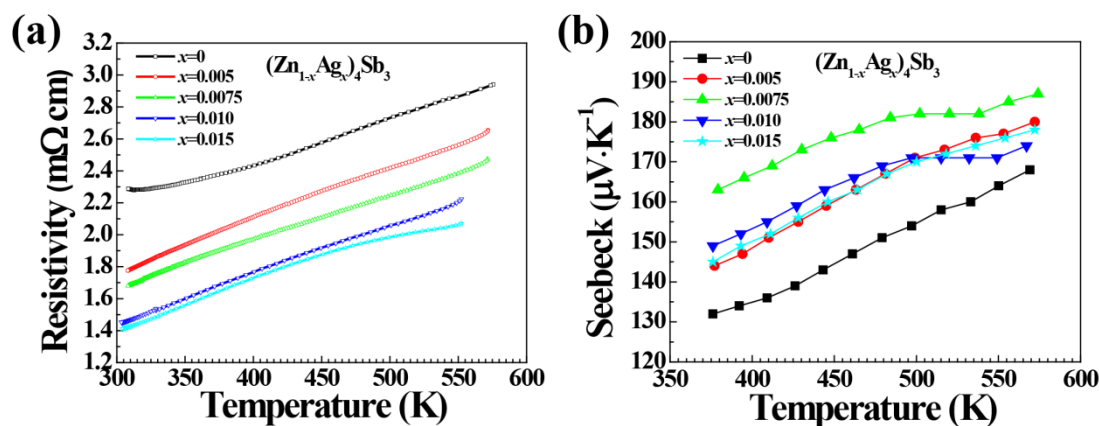 (a)
3.2
3.0
2.8
2.6
2.4
2.2
2.0
1.8
1.6
1.4
1.2
Resistivity (mΩ cm)
x=0
x=0.005
x=0.0075
x=0.010
x=0.015
(Zn1-xAgx)4Sb3
300 350 400 450 500 550 600
Temperature (K)
(b)
200
190
180
170
160
150
140
130
120
Seebeck (μV·K⁻¹)
x=0
x=0.005
x=0.0075
x=0.010
x=0.015
(Zn1-xAgx)4Sb3
350 400 450 500 550 600
Temperature (K)